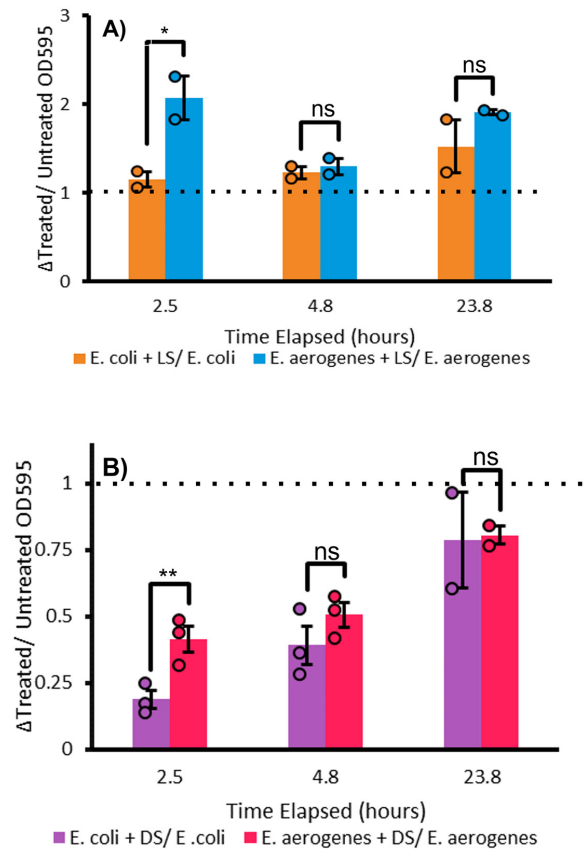 A)
3
2
1
0
*
ns
ns
ΔTreated/ Untreated OD595
2.5 4.8 23.8
Time Elapsed (hours)
E. coli + LS/ E. coli E. aerogenes + LS/ E. aerogenes
B)
1
0.75
0.5
0.25
0
**
ns
ns
ΔTreated/ Untreated OD595
2.5 4.8 23.8
Time Elapsed (hours)
E. coli + DS/ E .coli E. aerogenes + DS/ E. aerogenes